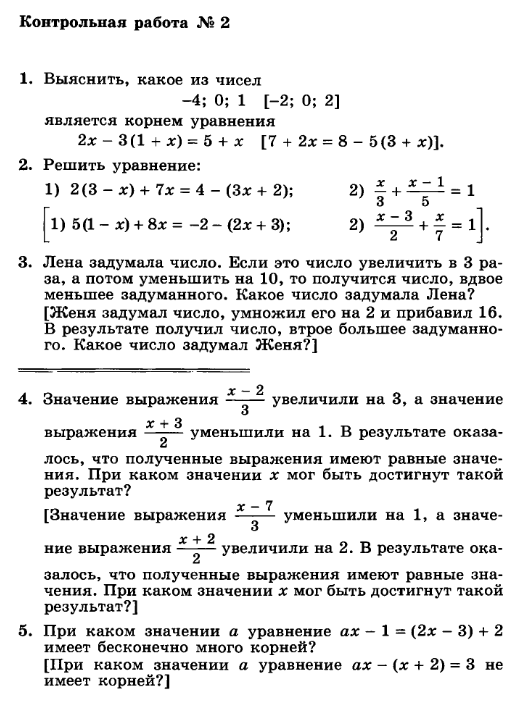 Контрольная работа № 2
1. Выяснить, какое из чисел
−4; 0; 1 [−2; 0; 2]
является корнем уравнения
2x − 3(1 + x) = 5 + x [7 + 2x = 8 − 5(3 + x)].
2. Решить уравнение:
1) 2(3 − x) + 7x = 4 − (3x + 2); 2) x/3 + (x − 1)/5 = 1
[1) 5(1 − x) + 8x = −2 − (2x + 3); 2) (x − 3)/2 + x/7 = 1].
3. Лена задумала число. Если это число увеличить в 3 ра-
за, а потом уменьшить на 10, то получится число, вдвое
меньшее задуманного. Какое число задумала Лена?
[Женя задумал число, умножил его на 2 и прибавил 16.
В результате получил число, втрое большее задуманно-
го. Какое число задумал Женя?]
4. Значение выражения (x − 2)/3 увеличили на 3, а значение
выражения (x + 3)/2 уменьшили на 1. В результате оказа-
лось, что полученные выражения имеют равные значе-
ния. При каком значении x мог быть достигнут такой
результат?
[Значение выражения (x − 7)/3 уменьшили на 1, а значе-
ние выражения (x + 2)/2 увеличили на 2. В результате ока-
залось, что полученные выражения имеют равные зна-
чения. При каком значении x мог быть достигнут такой
результат?]
5. При каком значении a уравнение ax − 1 = (2x − 3) + 2
имеет бесконечно много корней?
[При каком значении a уравнение ax − (x + 2) = 3 не
имеет корней?]